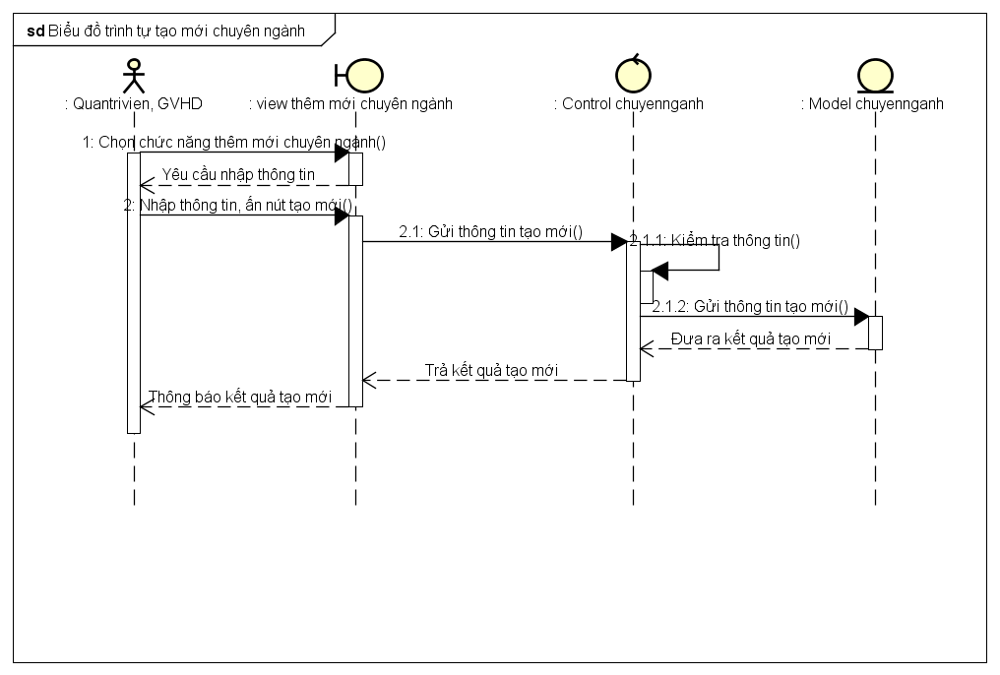 sd Biểu đồ trình tự tạo mới chuyên ngành
: Quantrivien, GVHD
: view thêm mới chuyên ngành
: Control chuyennganh
: Model chuyennganh
1: Chọn chức năng thêm mới chuyên ngành()
Yêu cầu nhập thông tin
2: Nhập thông tin, ấn nút tạo mới()
2.1: Gửi thông tin tạo mới()
2.1.1: Kiểm tra thông tin()
2.1.2: Gửi thông tin tạo mới()
Đưa ra kết quả tạo mới
Trả kết quả tạo mới
Thông báo kết quả tạo mới